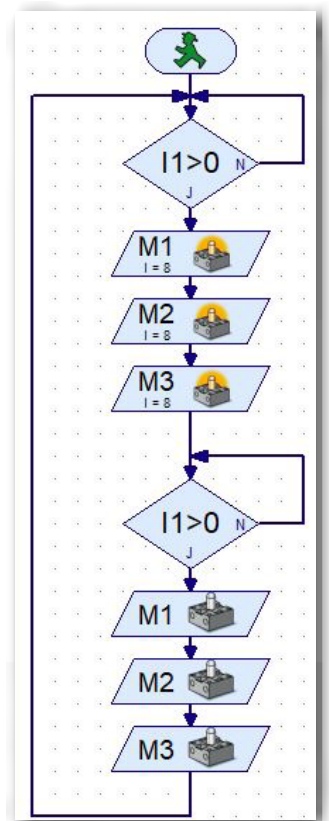 I1>0 N
J
M1
I = 8
M2
I = 8
M3
I = 8
I1>0 N
J
M1
M2
M3